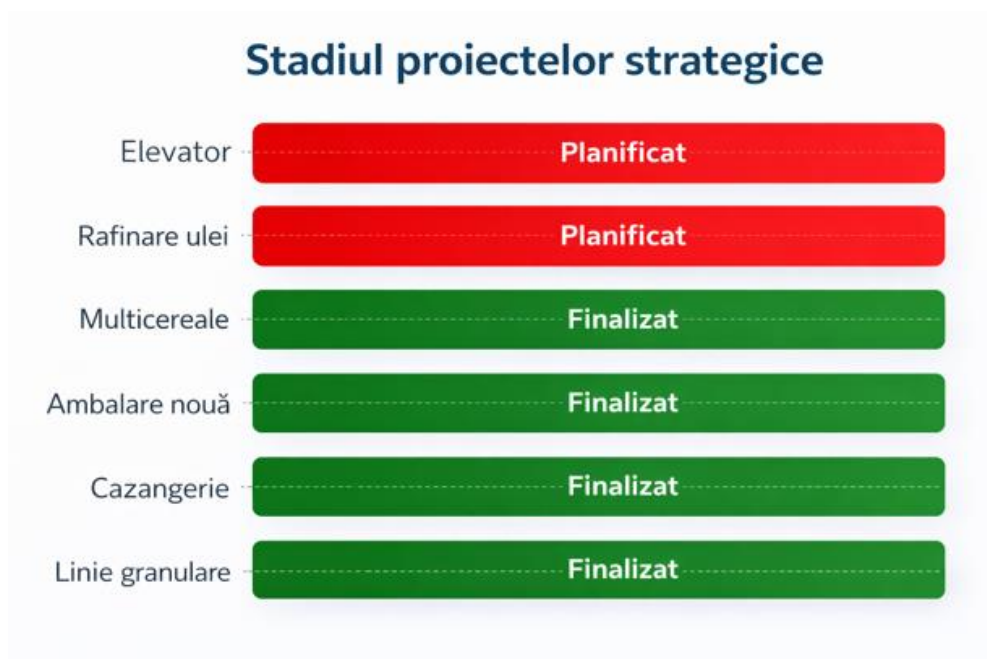 Stadiul proiectelor strategice
Elevator Planificat
Rafinare ulei Planificat
Multicereale Finalizat
Ambalare nouă Finalizat
Cazangerie Finalizat
Linie granulare Finalizat